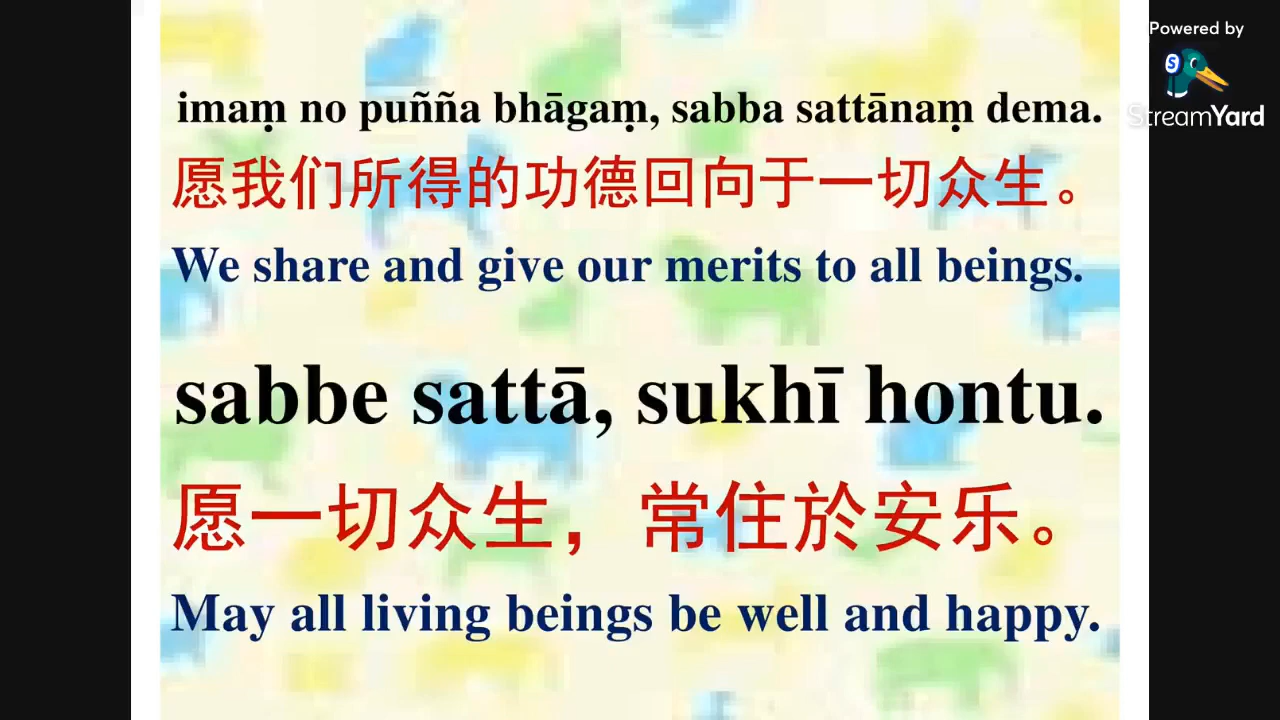 Powered by
S
StreamYard
imaṃ no puñña bhāgaṃ, sabba sattānaṃ dema.
愿我们所得的功德回向于一切众生。
We share and give our merits to all beings.
sabbe sattā, sukhī hontu.
愿一切众生，常住於安乐。
May all living beings be well and happy.